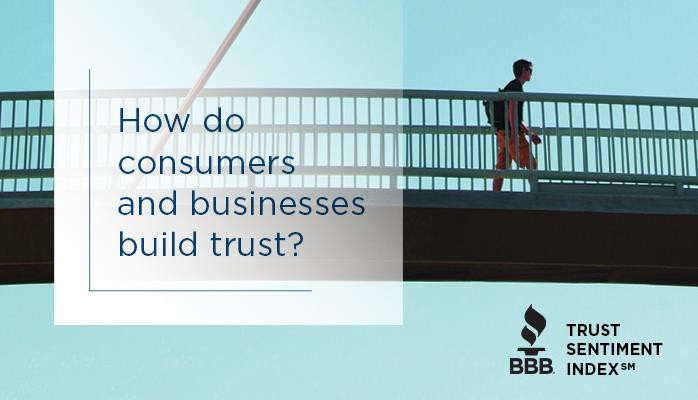 How do
consumers
and businesses
build trust?
BBB®
TRUST
SENTIMENT
INDEX℠